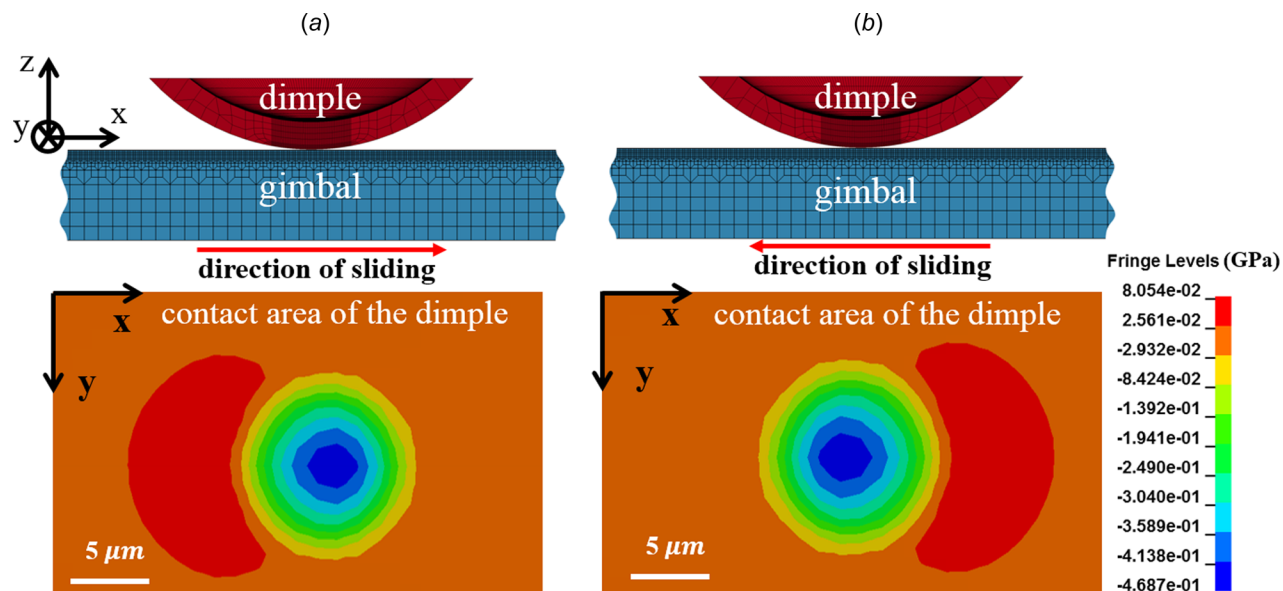 (a)
(b)
z
y
x
dimple
gimbal
direction of sliding
dimple
gimbal
direction of sliding
x
y
contact area of the dimple
5 μm
x
y
contact area of the dimple
5 μm
Fringe Levels (GPa)
8.054e-02
2.561e-02
-2.932e-02
-8.424e-02
-1.392e-01
-1.941e-01
-2.490e-01
-3.040e-01
-3.589e-01
-4.138e-01
-4.687e-01